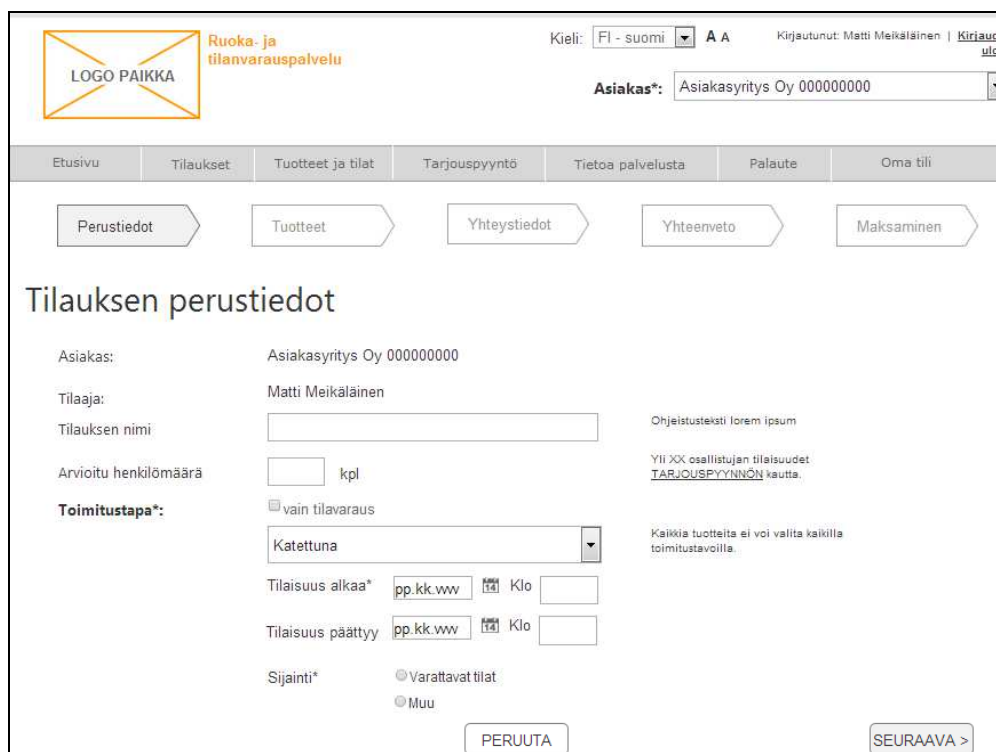 LOGO PAIKKA
Ruoka- ja
tilanvarauspalvelu
Kieli: FI - suomi A A Kirjautunut: Matti Meikäläinen |
Asiakas*: Asiakasyritys Oy 000000000
Etusivu Tilaukset Tuotteet ja tilat Tarjouspyyntö Tietoa palvelusta Palaute Oma tili
Perustiedot Tuotteet Yhteystiedot Yhteenveto Maksaminen
Tilauksen perustiedot
Asiakas: Asiakasyritys Oy 000000000
Tilaaja: Matti Meikäläinen
Tilauksen nimi Ohjeistusteksti lorem ipsum
Arvioitu henkilömäärä kpl Yli XX osallistujan tilaisuudet
TARJOUSPYYNNÖN kautta.
Toimitustapa*: vain tilavaraus
Katettuna Kaikkia tuotteita ei voi valita kaikilla
toimitustavoilla.
Tilaisuus alkaa* pp.kk.vvvv 14 Klo
Tilaisuus päättyy pp.kk.vvvv 14 Klo
Sijainti* Varattavat tilat
Muu
PERUUTA SEURAAVA >